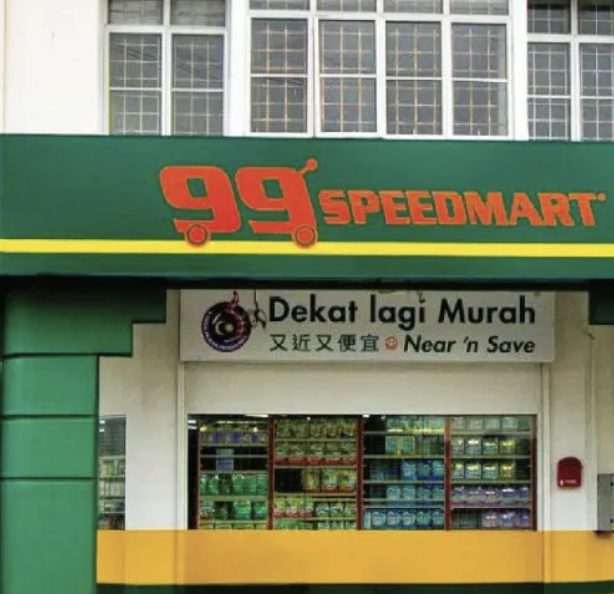 99 SPEEDMART
Dekat lagi Murah
又近又便宜 Near 'n Save